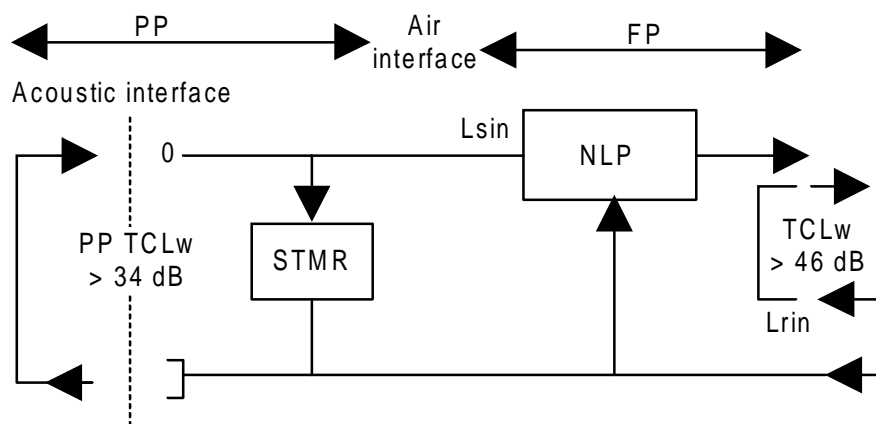 PP
Air
interface
FP
Acoustic interface
0
Lsin
NLP
PP TCLw
> 34 dB
STMR
TCLw
> 46 dB
Lrin